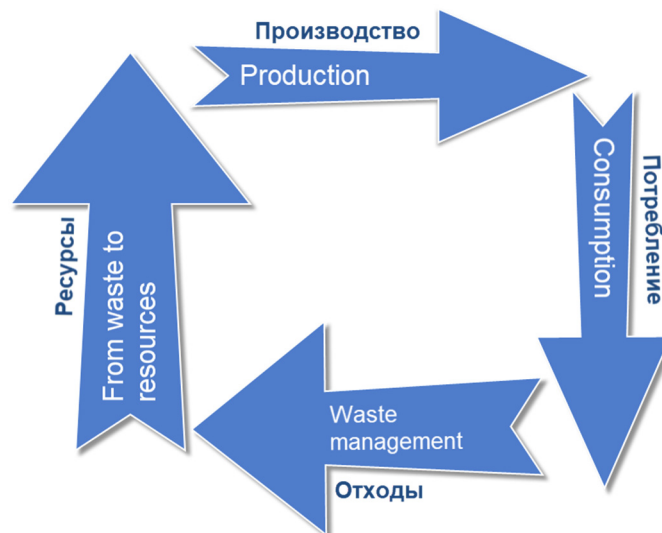 Производство
Production
Consumption
Потребление
Waste
management
Отходы
From waste to
resources
Ресурсы